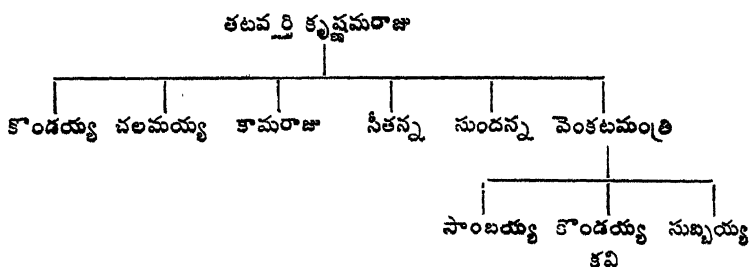 తటవర్తి కృష్ణమరాజు
కొండయ్య చలమయ్య కామరాజు సీతన్న సుందన్న వెంకటమంత్రి
సాంబయ్య కొండయ్య సుబ్బయ్య
కవి